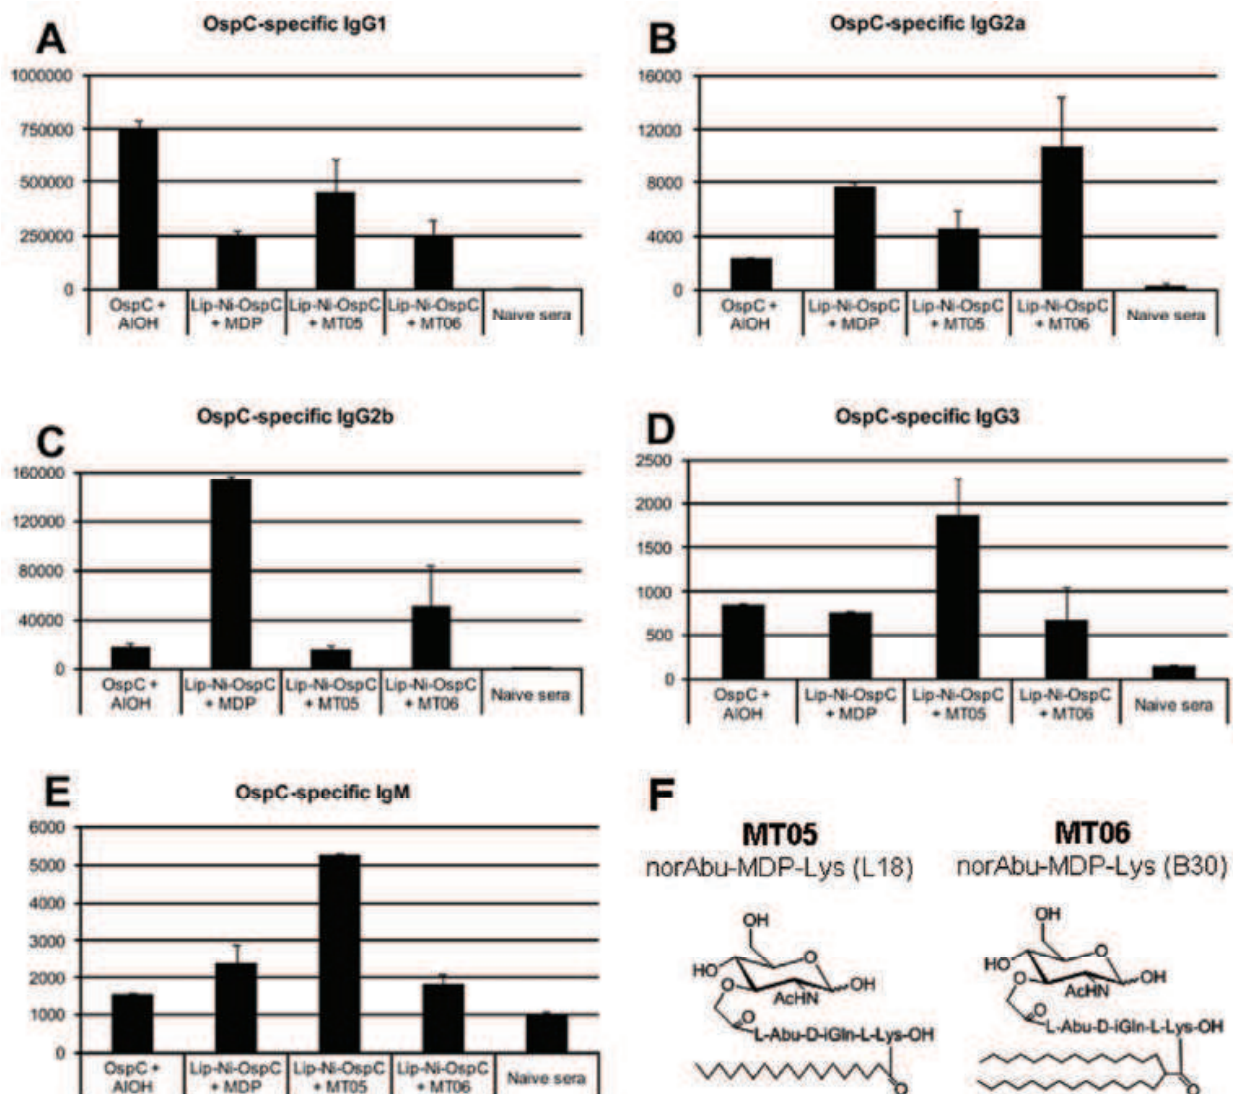 A
OspC-specific IgG1
1000000
750000
500000
250000
0
OspC +
AlOH
Lip-Ni-OspC
+ MDP
Lip-Ni-OspC
+ MT05
Lip-Ni-OspC
+ MT06
Naive sera
B
OspC-specific IgG2a
16000
12000
8000
4000
0
OspC +
AlOH
Lip-Ni-OspC
+ MDP
Lip-Ni-OspC
+ MT05
Lip-Ni-OspC
+ MT06
Naive sera
C
OspC-specific IgG2b
160000
120000
80000
40000
0
OspC +
AlOH
Lip-Ni-OspC
+ MDP
Lip-Ni-OspC
+ MT05
Lip-Ni-OspC
+ MT06
Naive sera
D
OspC-specific IgG3
2500
2000
1500
1000
500
0
OspC +
AlOH
Lip-Ni-OspC
+ MDP
Lip-Ni-OspC
+ MT05
Lip-Ni-OspC
+ MT06
Naive sera
E
OspC-specific IgM
6000
5000
4000
3000
2000
1000
0
OspC +
AlOH
Lip-Ni-OspC
+ MDP
Lip-Ni-OspC
+ MT05
Lip-Ni-OspC
+ MT06
Naive sera
F
MT05
norAbu-MDP-Lys (L18)
OH
O
HO
O
AcHN
OH
O
L-Abu-D-iGln-L-Lys-OH
O
MT06
norAbu-MDP-Lys (B30)
OH
O
HO
O
AcHN
OH
O
L-Abu-D-iGln-L-Lys-OH
O